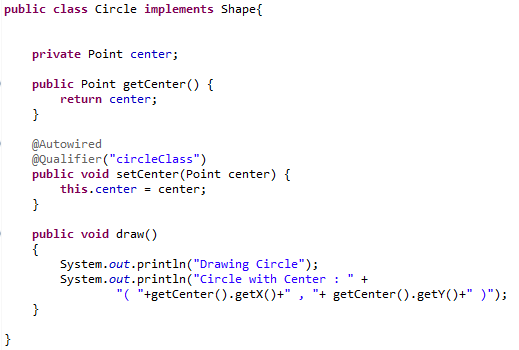 public class Circle implements Shape{
private Point center;
public Point getCenter() {
return center;
}
@Autowired
@Qualifier("circleClass")
public void setCenter(Point center) {
this.center = center;
}
public void draw()
{
System.out.println("Drawing Circle");
System.out.println("Circle with Center : " +
"( "+getCenter().getX()+" , "+ getCenter().getY()+" )");
}
}